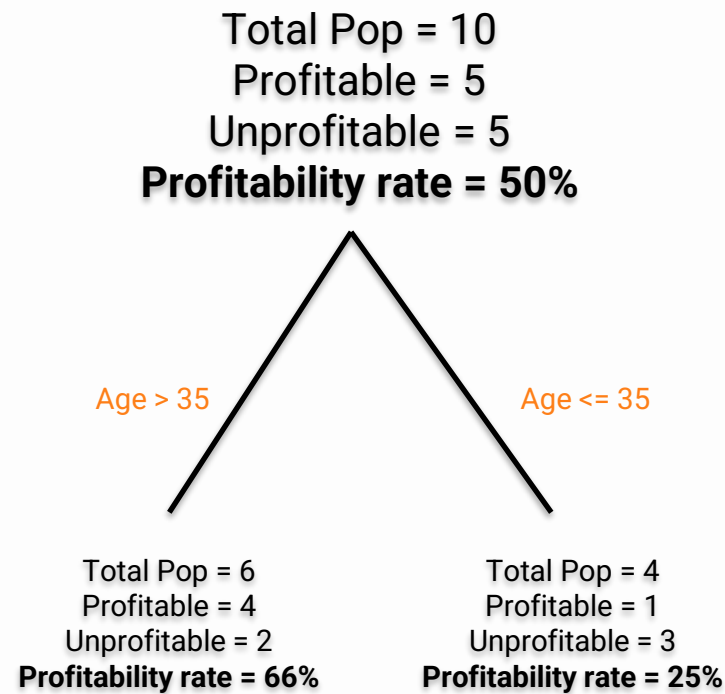 Total Pop = 10
Profitable = 5
Unprofitable = 5
Profitability rate = 50%
Age > 35
Age <= 35
Total Pop = 6
Profitable = 4
Unprofitable = 2
Profitability rate = 66%
Total Pop = 4
Profitable = 1
Unprofitable = 3
Profitability rate = 25%